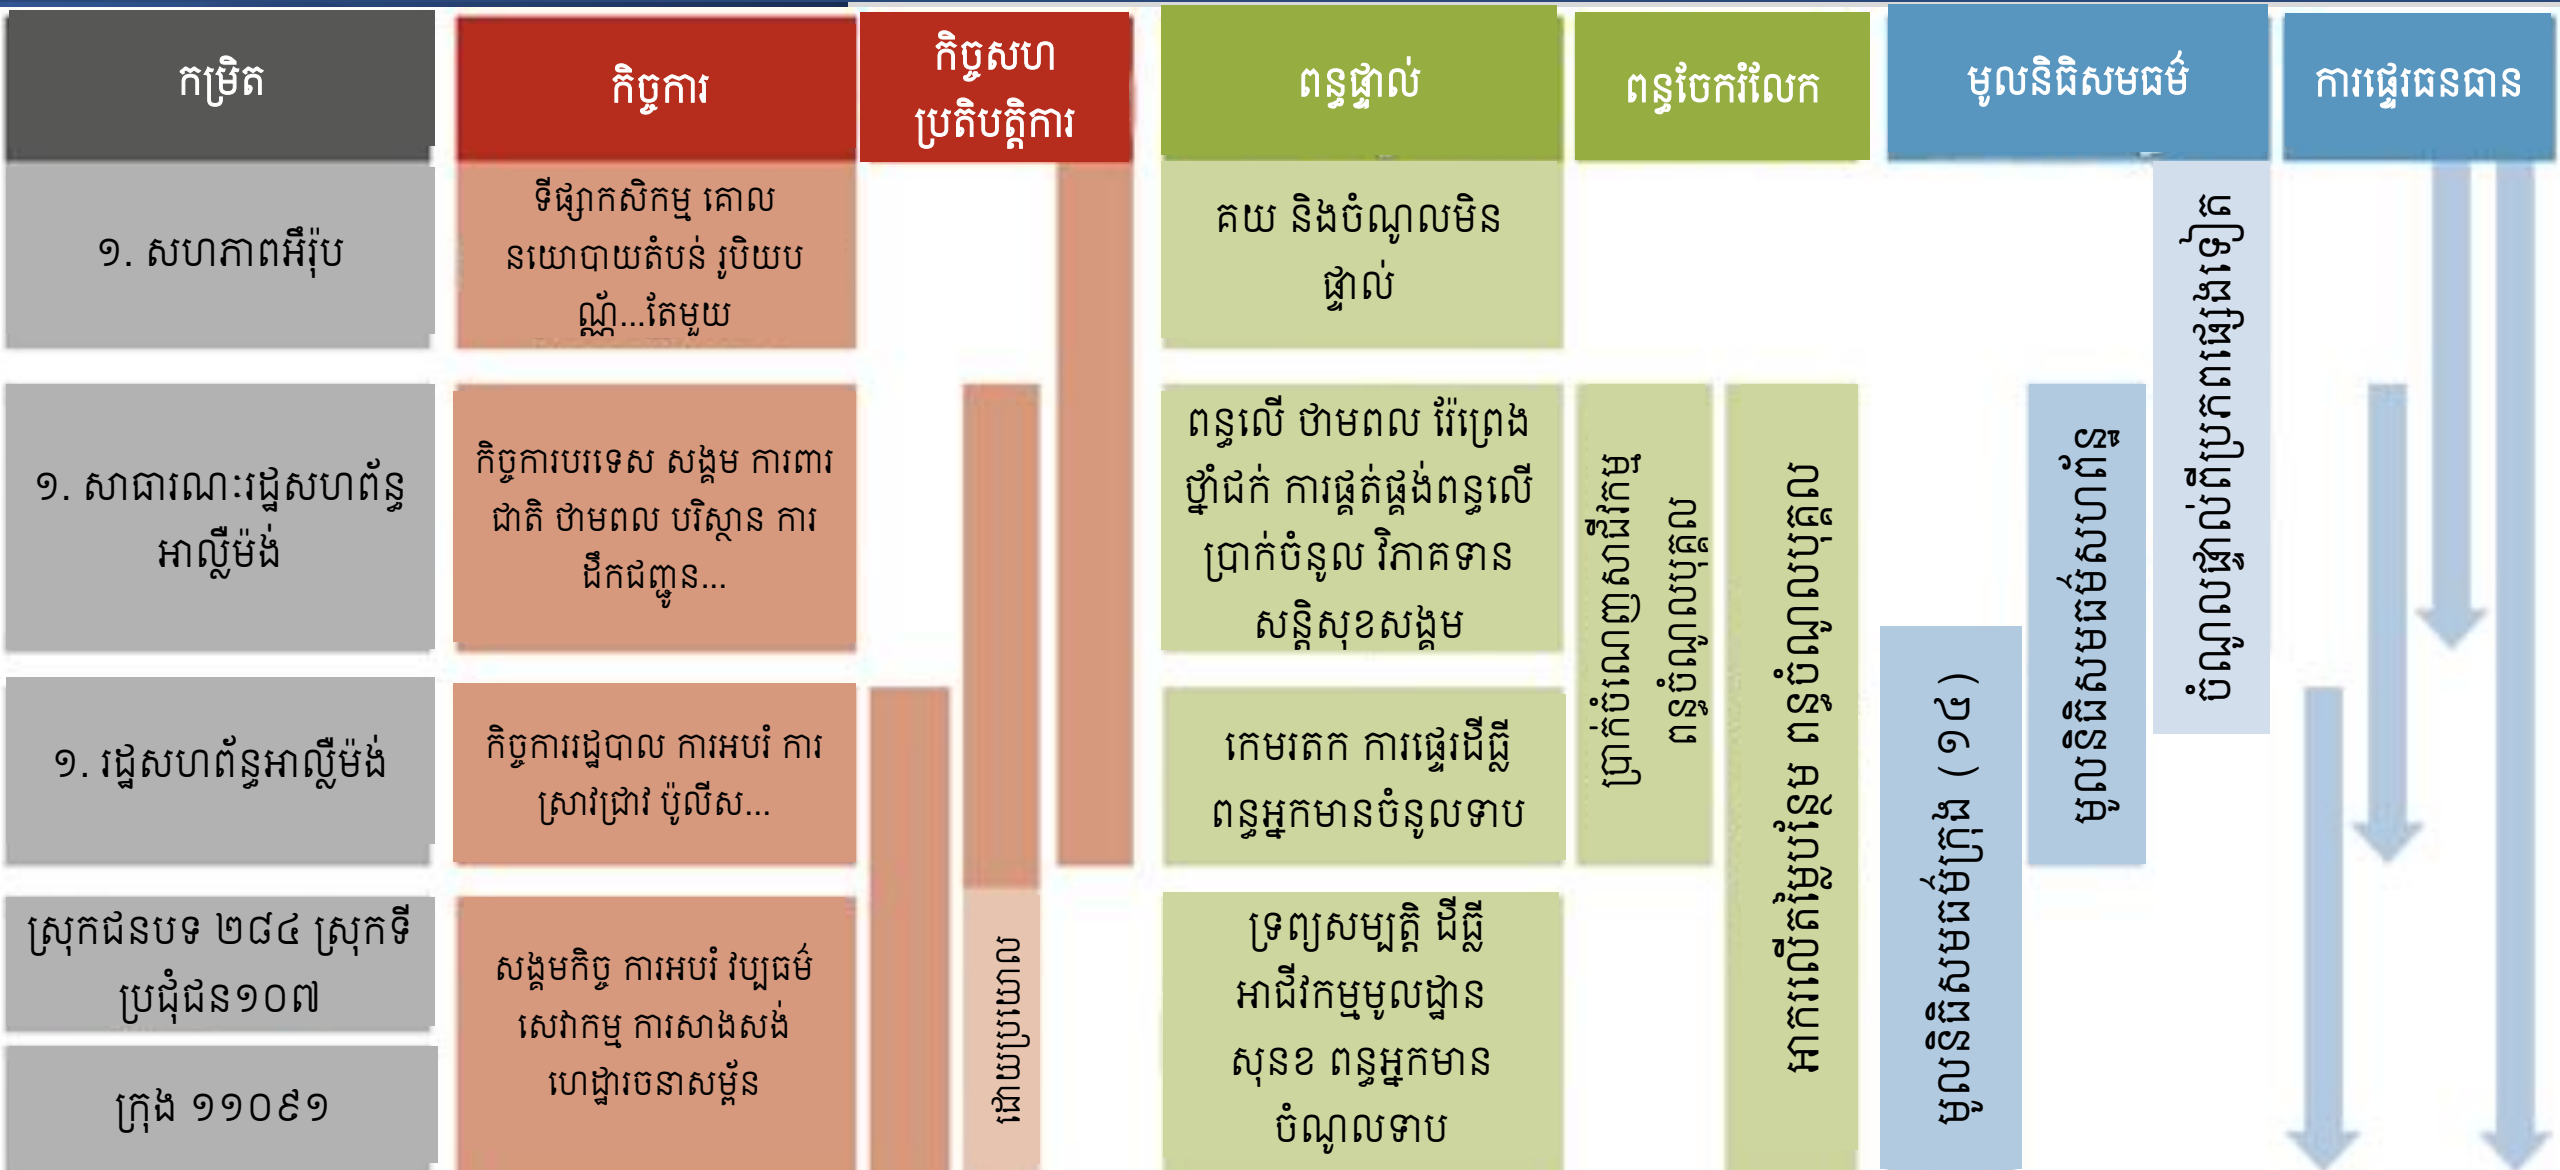 កម្រិត
កិច្ចការ
កិច្ចសហ
ប្រតិបត្តិការ
ពន្ធផ្ទាល់
ពន្ធចែករំលែក
មូលនិធិសមធម៌
ការផ្ទេរធនធាន
១. សហភាពអឺរ៉ុប
ទីផ្សាកសិកម្ម គោល
នយោបាយតំបន់ រូបិយប
ណ្ណ័...តែមួយ
គយ និងចំណូលមិន
ផ្ទាល់
១. សាធារណៈរដ្ឋសហព័ន្ធ
អាល្លឺម៉ង់
កិច្ចការបរទេស សង្គម ការពារ
ជាតិ ថាមពល បរិស្ថាន ការ
ដឹកជញ្ជូន...
ពន្ធលើ ថាមពល រ៉ែព្រេង
ថ្នាំជក់ ការផ្គត់ផ្គង់ពន្ធលើ
ប្រាក់ចំនូល វិភាគទាន
សន្តិសុខសង្គម
១. រដ្ឋសហព័ន្ធអាល្លឺម៉ង់
កិច្ចការរដ្ឋបាល ការអបរំ ការ
ស្រាវជ្រាវ ប៉ូលីស...
កេមរតក ការផ្ទេរដីធ្លី
ពន្ធអ្នកមានចំនូលទាប
ស្រុកជនបទ ២៨៤ ស្រុកទី
ប្រជុំជន១០៧
ក្រុង ១១០៩១
សង្គមកិច្ច ការអបរំ វប្បធម៌
សេវាកម្ម ការសាងសង់
ហេដ្ឋារចនាសម្ព័ន
ដោយប្រយោល
ទ្រព្យសម្បត្តិ ដីធ្លី
អាជីវកម្មមូលដ្ឋាន
សុនខ ពន្ធអ្នកមាន
ចំណូលទាប
ប្រាក់ចំណេញសាជីវកម្ម
ពន្ធចំណូលបុគ្គល
អាករលើតម្លៃបន្ថែម ពន្ធចំណូលបុគ្គល
មូលនិធិសមធម៌ក្រុង (១៥)
មូលនិធិសមធម៌សហព័ន្ធ
ចំណូលផ្ទាល់ពីប្រភពផ្សេងទៀត